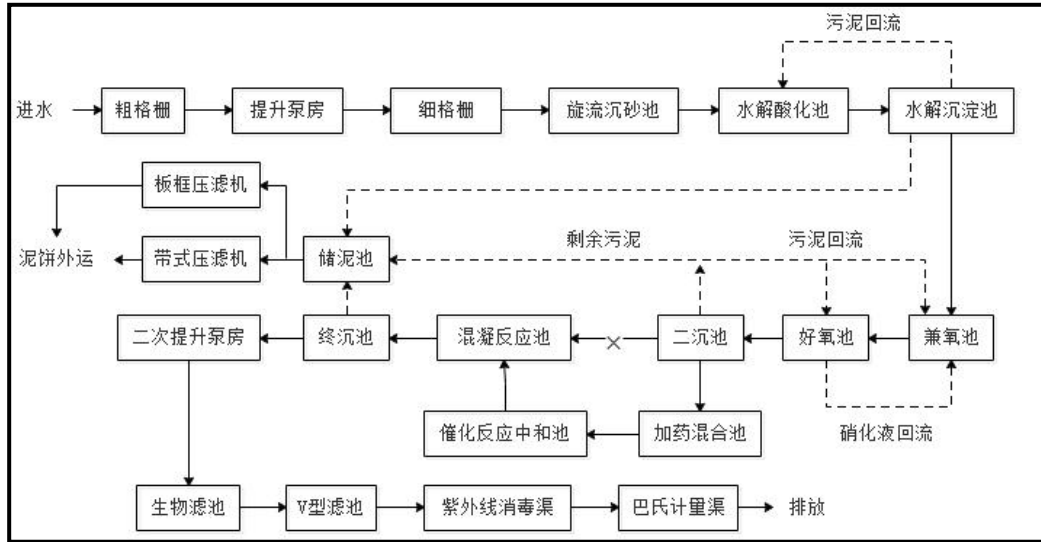 污泥回流
进水
粗格栅
提升泵房
细格栅
旋流沉砂池
水解酸化池
水解沉淀池
板框压滤机
泥饼外运
带式压滤机
储泥池
剩余污泥
污泥回流
二次提升泵房
终沉池
混凝反应池
二沉池
好氧池
兼氧池
催化反应中和池
加药混合池
硝化液回流
生物滤池
V型滤池
紫外线消毒渠
巴氏计量渠
排放